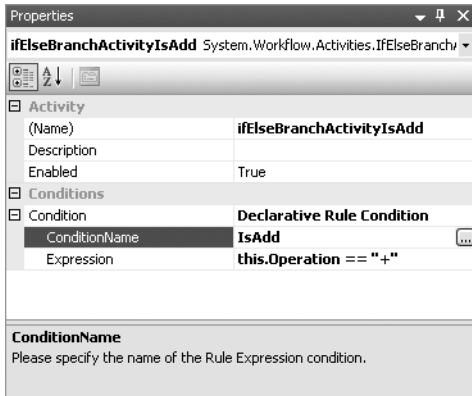 Properties
ifElseBranchActivityIsAdd System.Workflow.Activities.IfElseBranchA
Activity
(Name) ifElseBranchActivityIsAdd
Description
Enabled True
Conditions
Condition Declarative Rule Condition
ConditionName IsAdd ...
Expression this.Operation == "+"
ConditionName
Please specify the name of the Rule Expression condition.